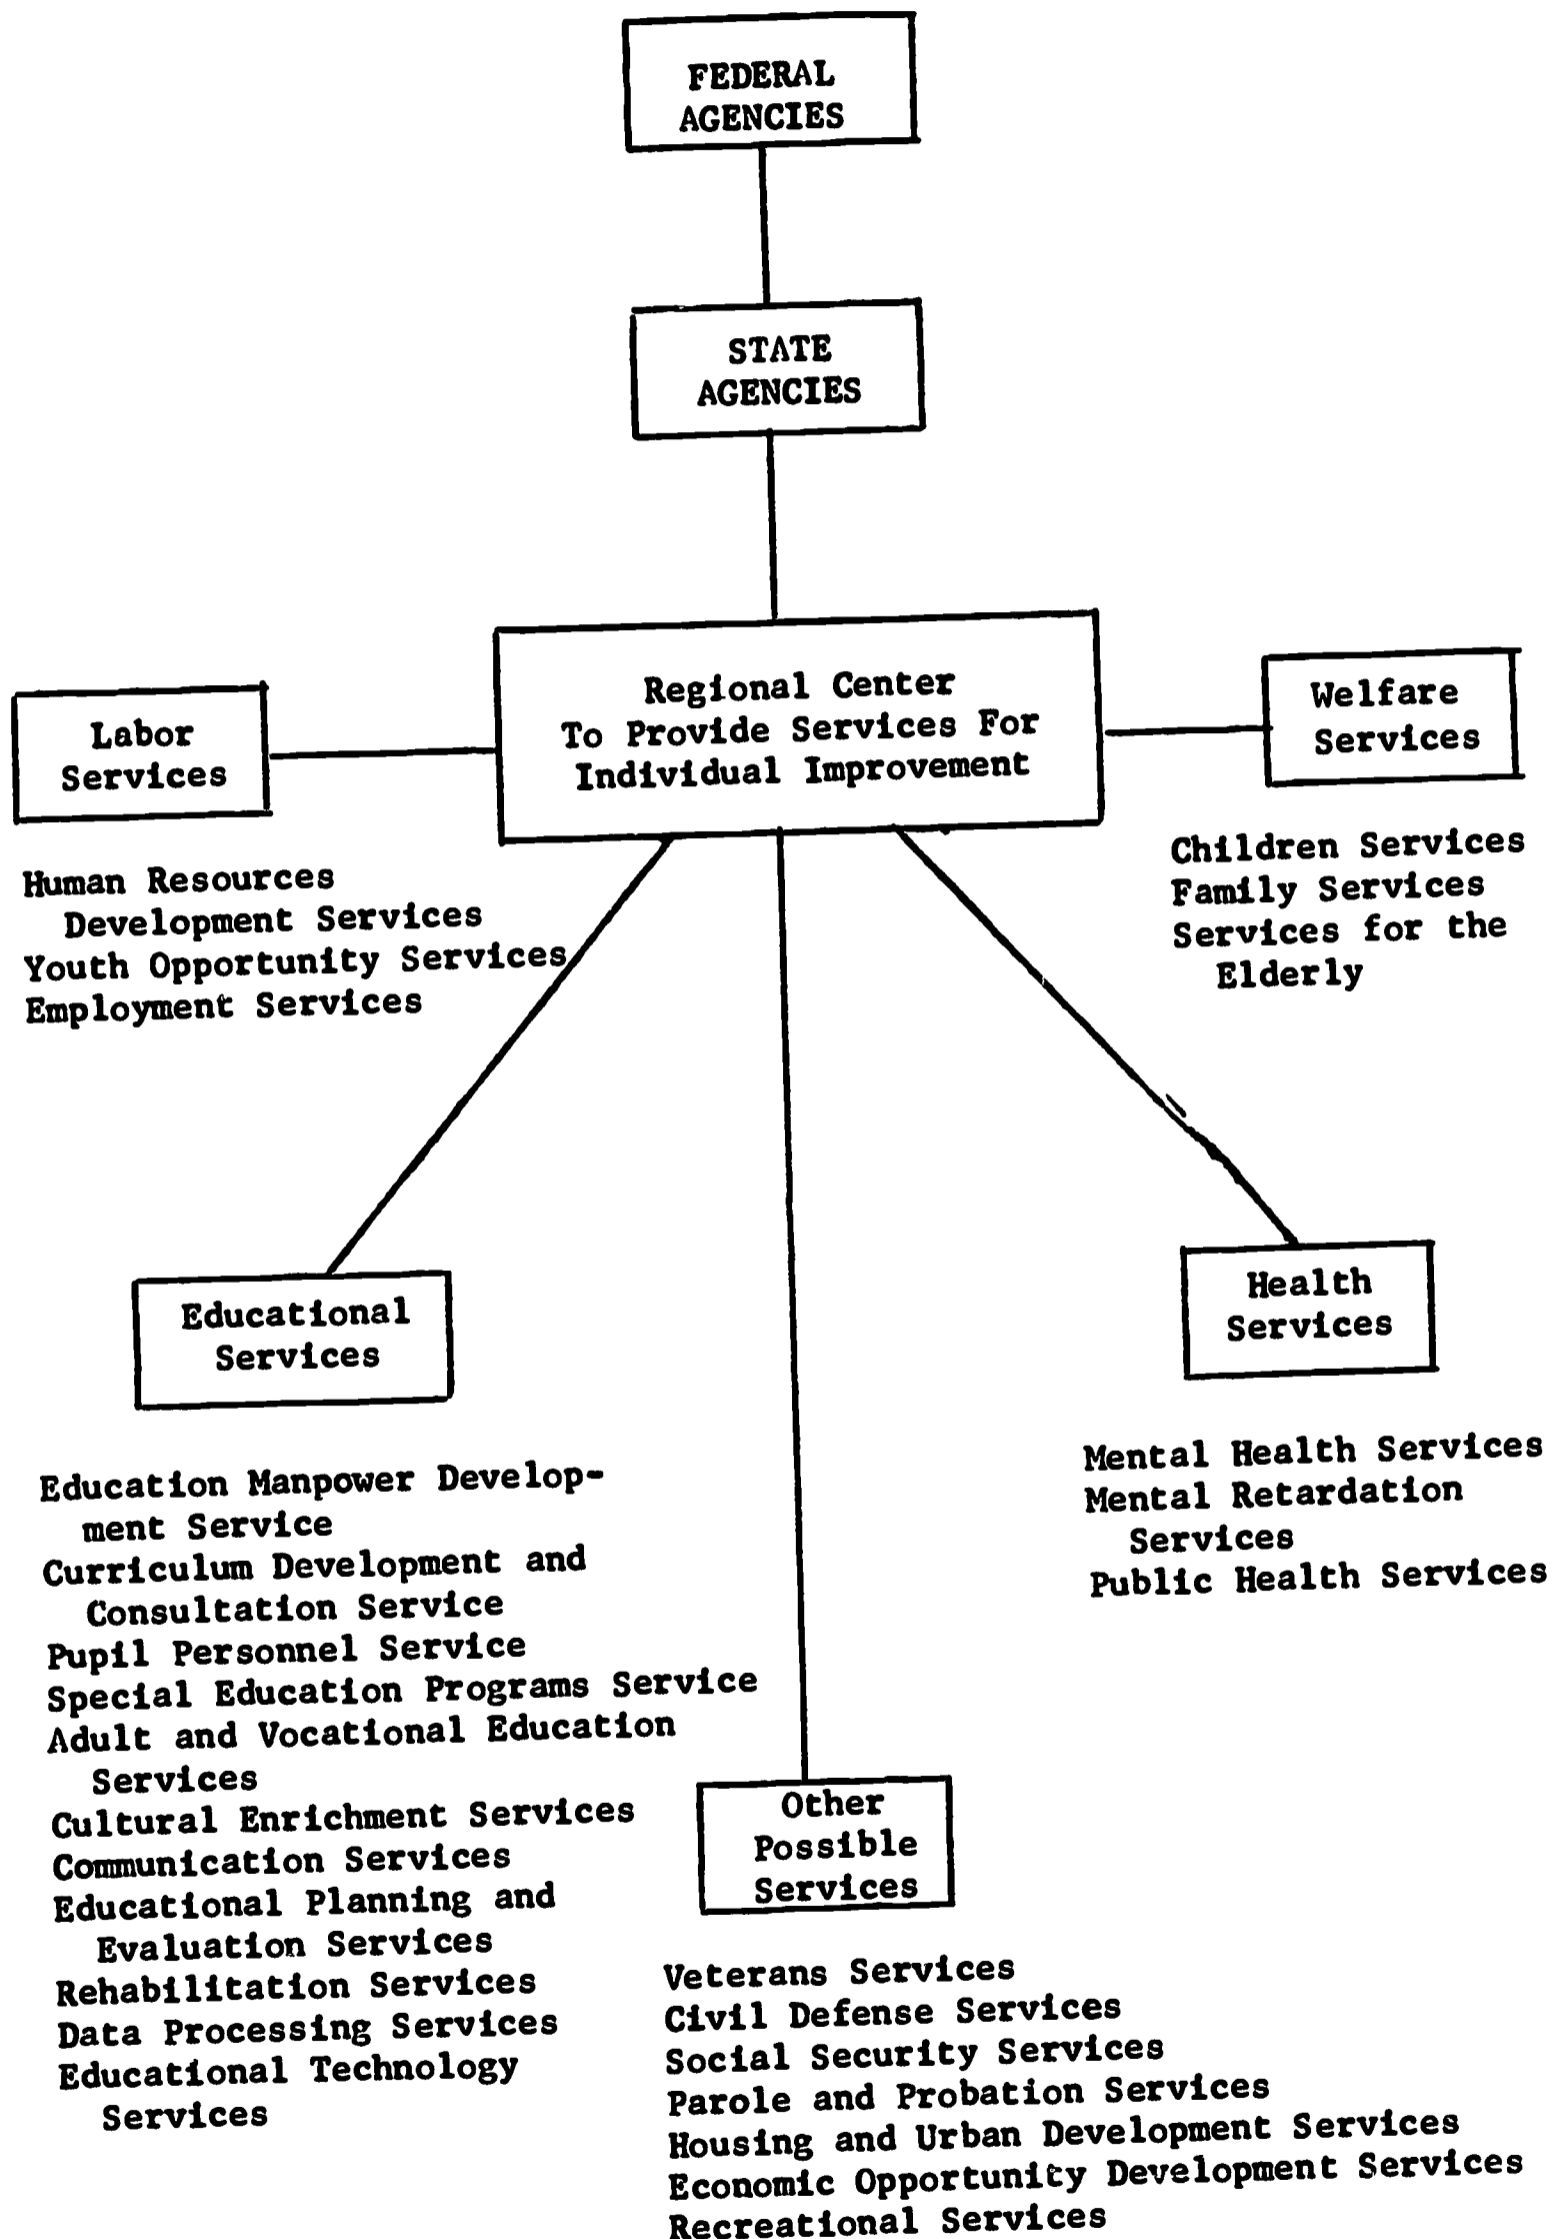 FEDERAL
AGENCIES
STATE
AGENCIES
Regional Center
To Provide Services For
Individual Improvement
Labor
Services
Human Resources
Development Services
Youth Opportunity Services
Employment Services
Welfare
Services
Children Services
Family Services
Services for the
Elderly
Educational
Services
Education Manpower Develop-
ment Service
Curriculum Development and
Consultation Service
Pupil Personnel Service
Special Education Programs Service
Adult and Vocational Education
Services
Cultural Enrichment Services
Communication Services
Educational Planning and
Evaluation Services
Rehabilitation Services
Data Processing Services
Educational Technology
Services
Health
Services
Mental Health Services
Mental Retardation
Services
Public Health Services
Other
Possible
Services
Veterans Services
Civil Defense Services
Social Security Services
Parole and Probation Services
Housing and Urban Development Services
Economic Opportunity Development Services
Recreational Services